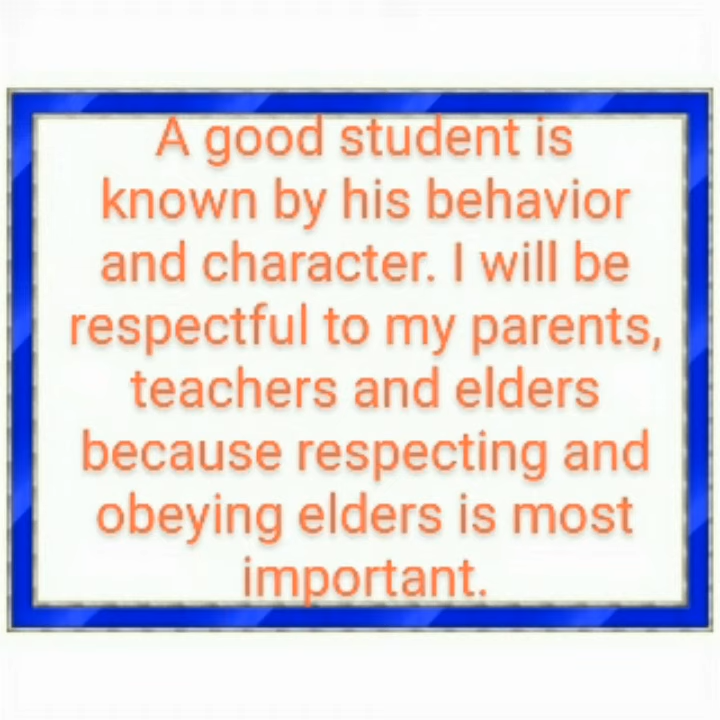 A good student is
known by his behavior
and character. I will be
respectful to my parents,
teachers and elders
because respecting and
obeying elders is most
important.